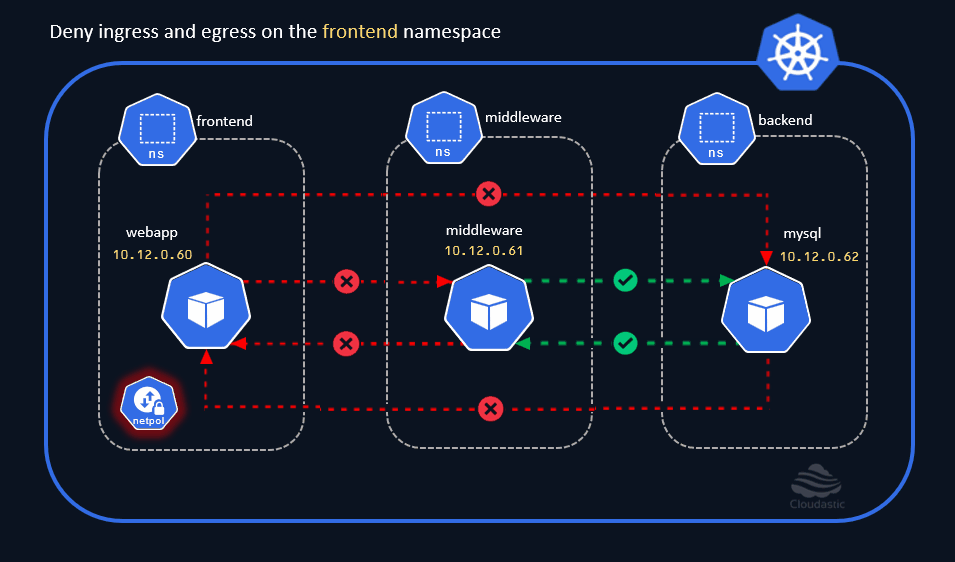 Deny ingress and egress on the frontend namespace
frontend
ns
middleware
ns
backend
ns
webapp
10.12.0.60
middleware
10.12.0.61
mysql
10.12.0.62
netpol
Cloudastic